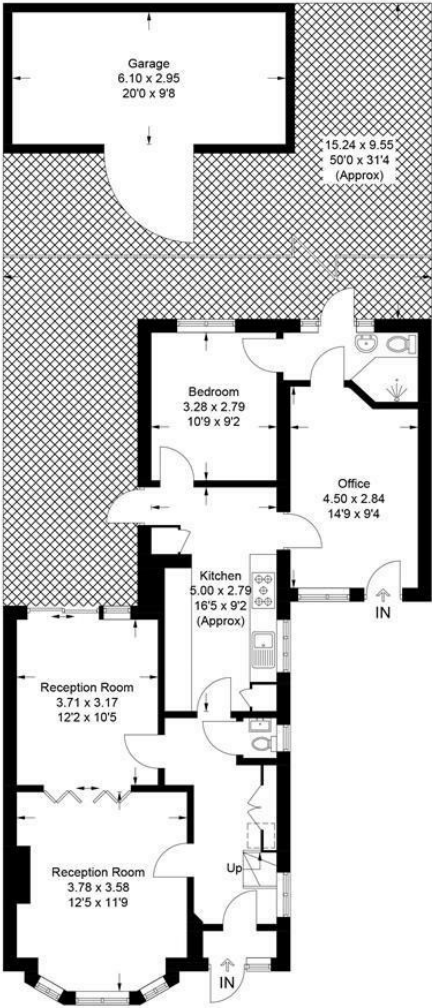 Garage
6.10 x 2.95
20'0 x 9'8
15.24 x 9.55
50'0 x 31'4
(Approx)
Bedroom
3.28 x 2.79
10'9 x 9'2
Office
4.50 x 2.84
14'9 x 9'4
IN
Kitchen
5.00 x 2.79
16'5 x 9'2
(Approx)
Reception Room
3.71 x 3.17
12'2 x 10'5
Up
Reception Room
3.78 x 3.58
12'5 x 11'9
IN